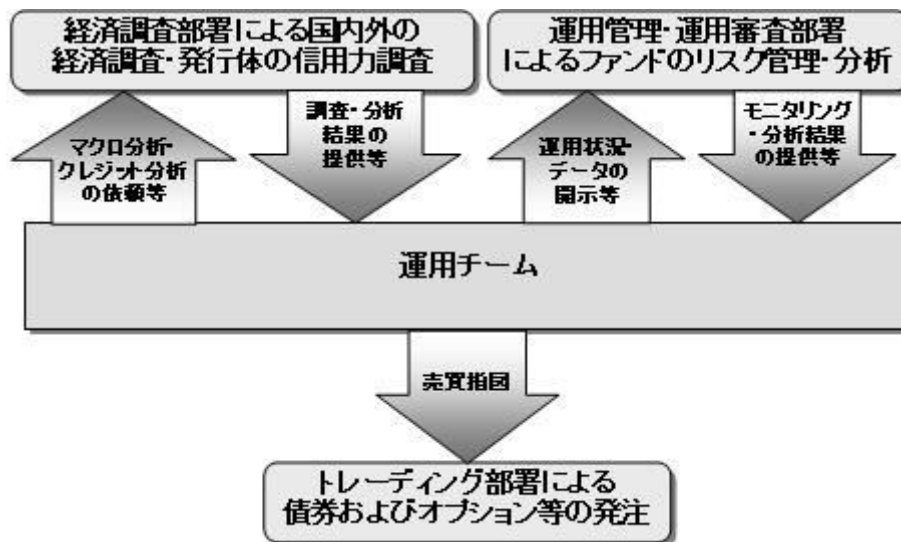 経済調査部署による国内外の
経済調査・発行体の信用力調査
運用管理・運用審査部署
によるファンドのリスク管理・分析
マクロ分析・
クレジット分析
の依頼等
調査・分析
結果の
提供等
運用状況・
データの
開示等
モニタリング
・分析結果
の提供等
運用チーム
売買指図
トレーディング部署による
債券およびオプション等の発注